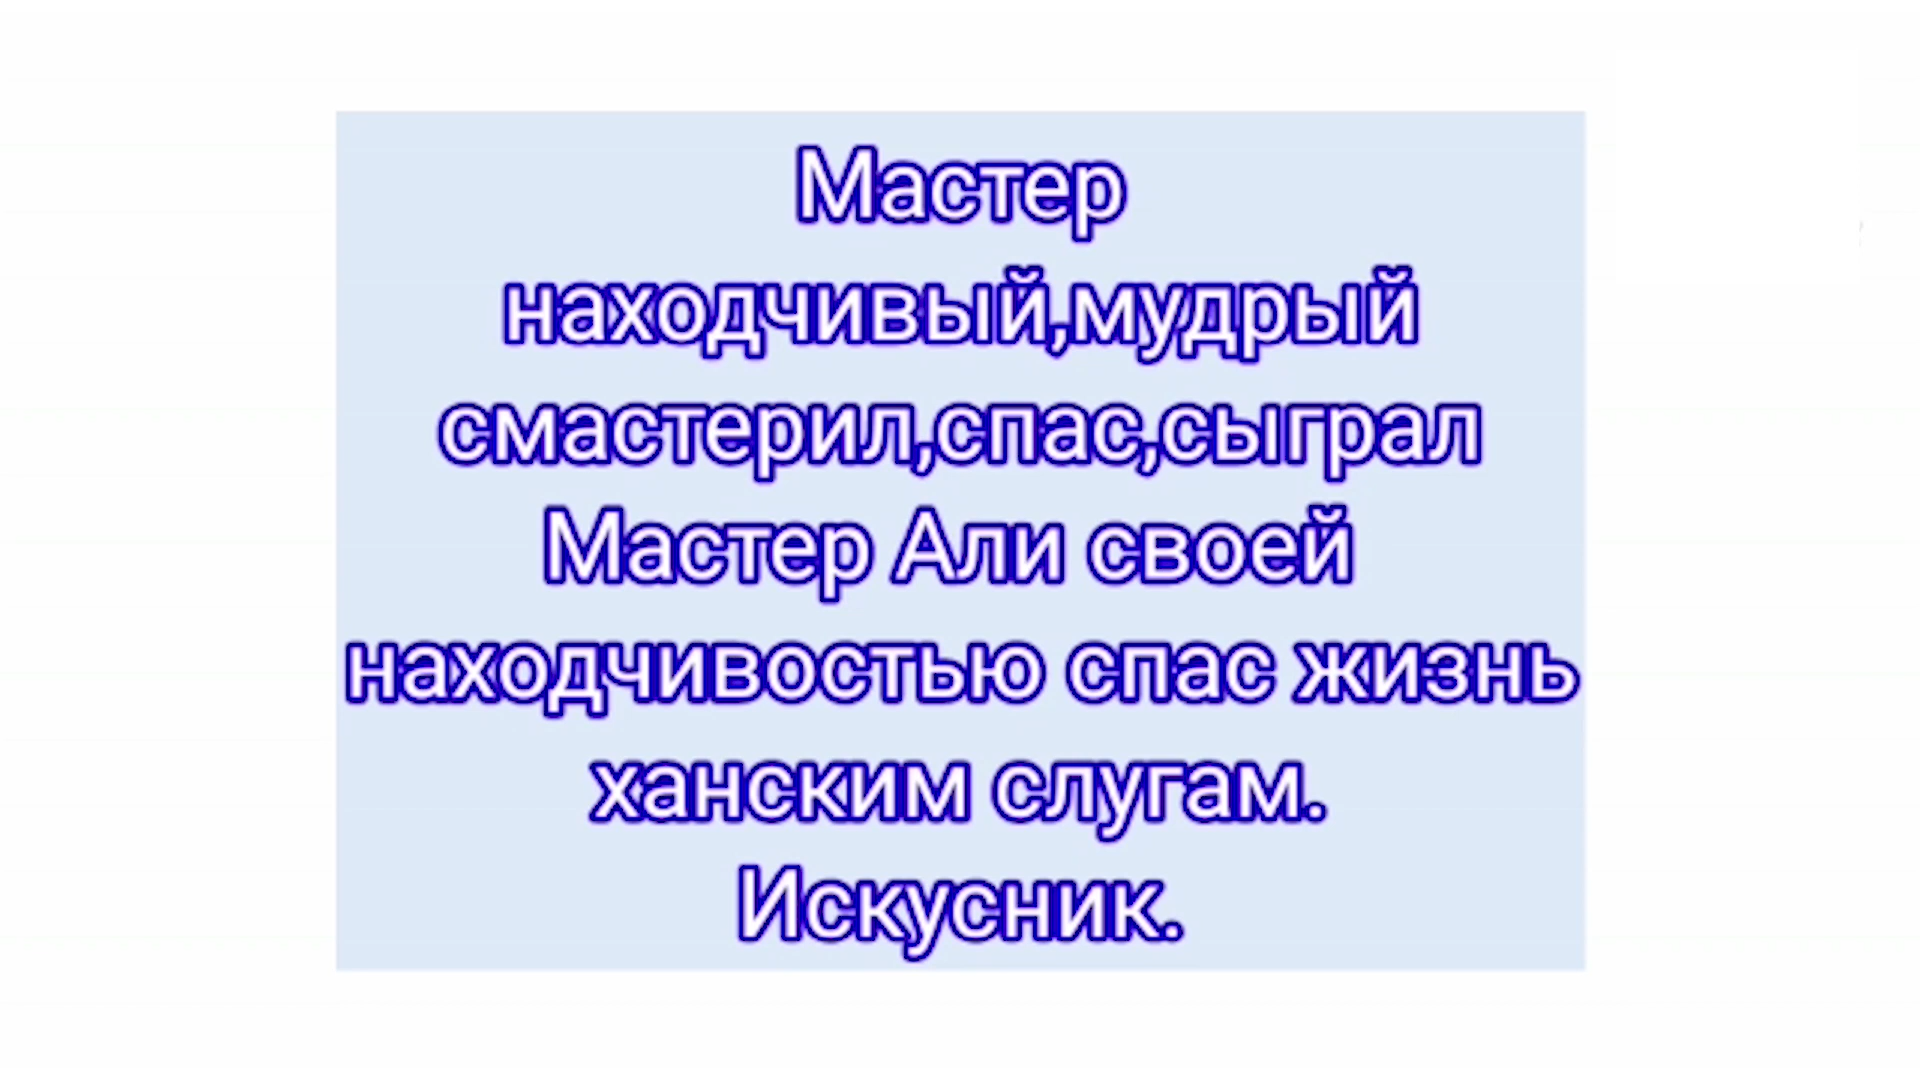 Мастер
находчивый,мудрый
смастерил,спас,сыграл
Мастер Али своей
находчивостью спас жизнь
ханским слугам.
Искусник.